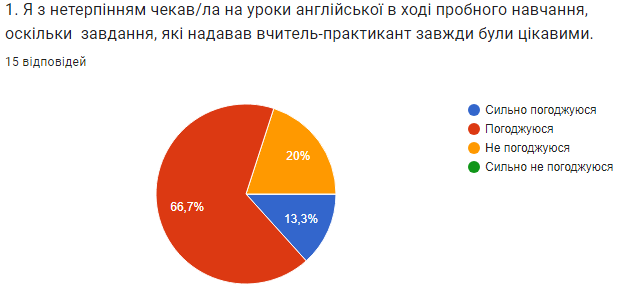 1. Я з нетерпінням чекав/ла на уроки англійської в ході пробного навчання,
оскільки завдання, які надавав вчитель-практикант завжди були цікавими.
15 відповідей
Сильно погоджуюся
Погоджуюся
Не погоджуюся
Сильно не погоджуюся
20%
66,7%
13,3%